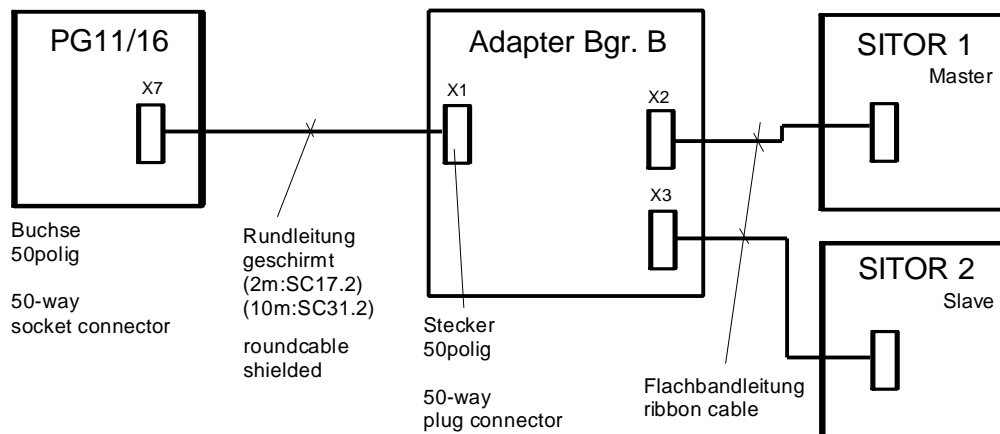 PG11/16
X7
Buchse
50polig
50-way
socket connector
Rundleitung
geschirmt
(2m:SC17.2)
(10m:SC31.2)
roundcable
shielded
Adapter Bgr. B
X1
X2
X3
Stecker
50polig
50-way
plug connector
Flachbandleitung
ribbon cable
SITOR 1
Master
SITOR 2
Slave